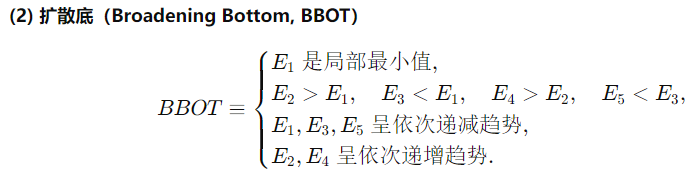 (2) 扩散底（Broadening Bottom, BBOT）
E₁ 是局部最小值,
E₂ > E₁, E₃ < E₁, E₄ > E₂, E₅ < E₃,
BBOT ≡
E₁, E₃, E₅ 呈依次递减趋势,
E₂, E₄ 呈依次递增趋势.